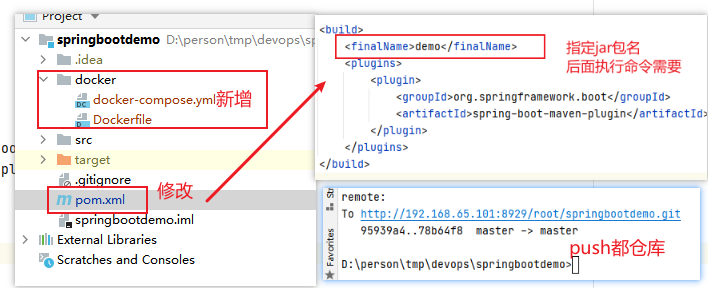 Project
springbootdemo D:\person\tmp\devops\s
.idea
docker
docker-compose.yml
新增
Dockerfile
src
target
.gitignore
pom.xml
修改
springbootdemo.iml
External Libraries
Scratches and Consoles
oo
pl
<build>
<finalName>demo</finalName>
指定jar包名
后面执行命令需要
<plugins>
<plugin>
<groupId>org.springframework.boot</groupId>
<artifactId>spring-boot-maven-plugin</artifactId>
</plugin>
</plugins>
</build>
remote:
To http://192.168.65.101:8929/root/springbootdemo.git
95939a4..78b64f8 master -> master
push都仓库
D:\person\tmp\devops\springbootdemo>
Str
Favorites